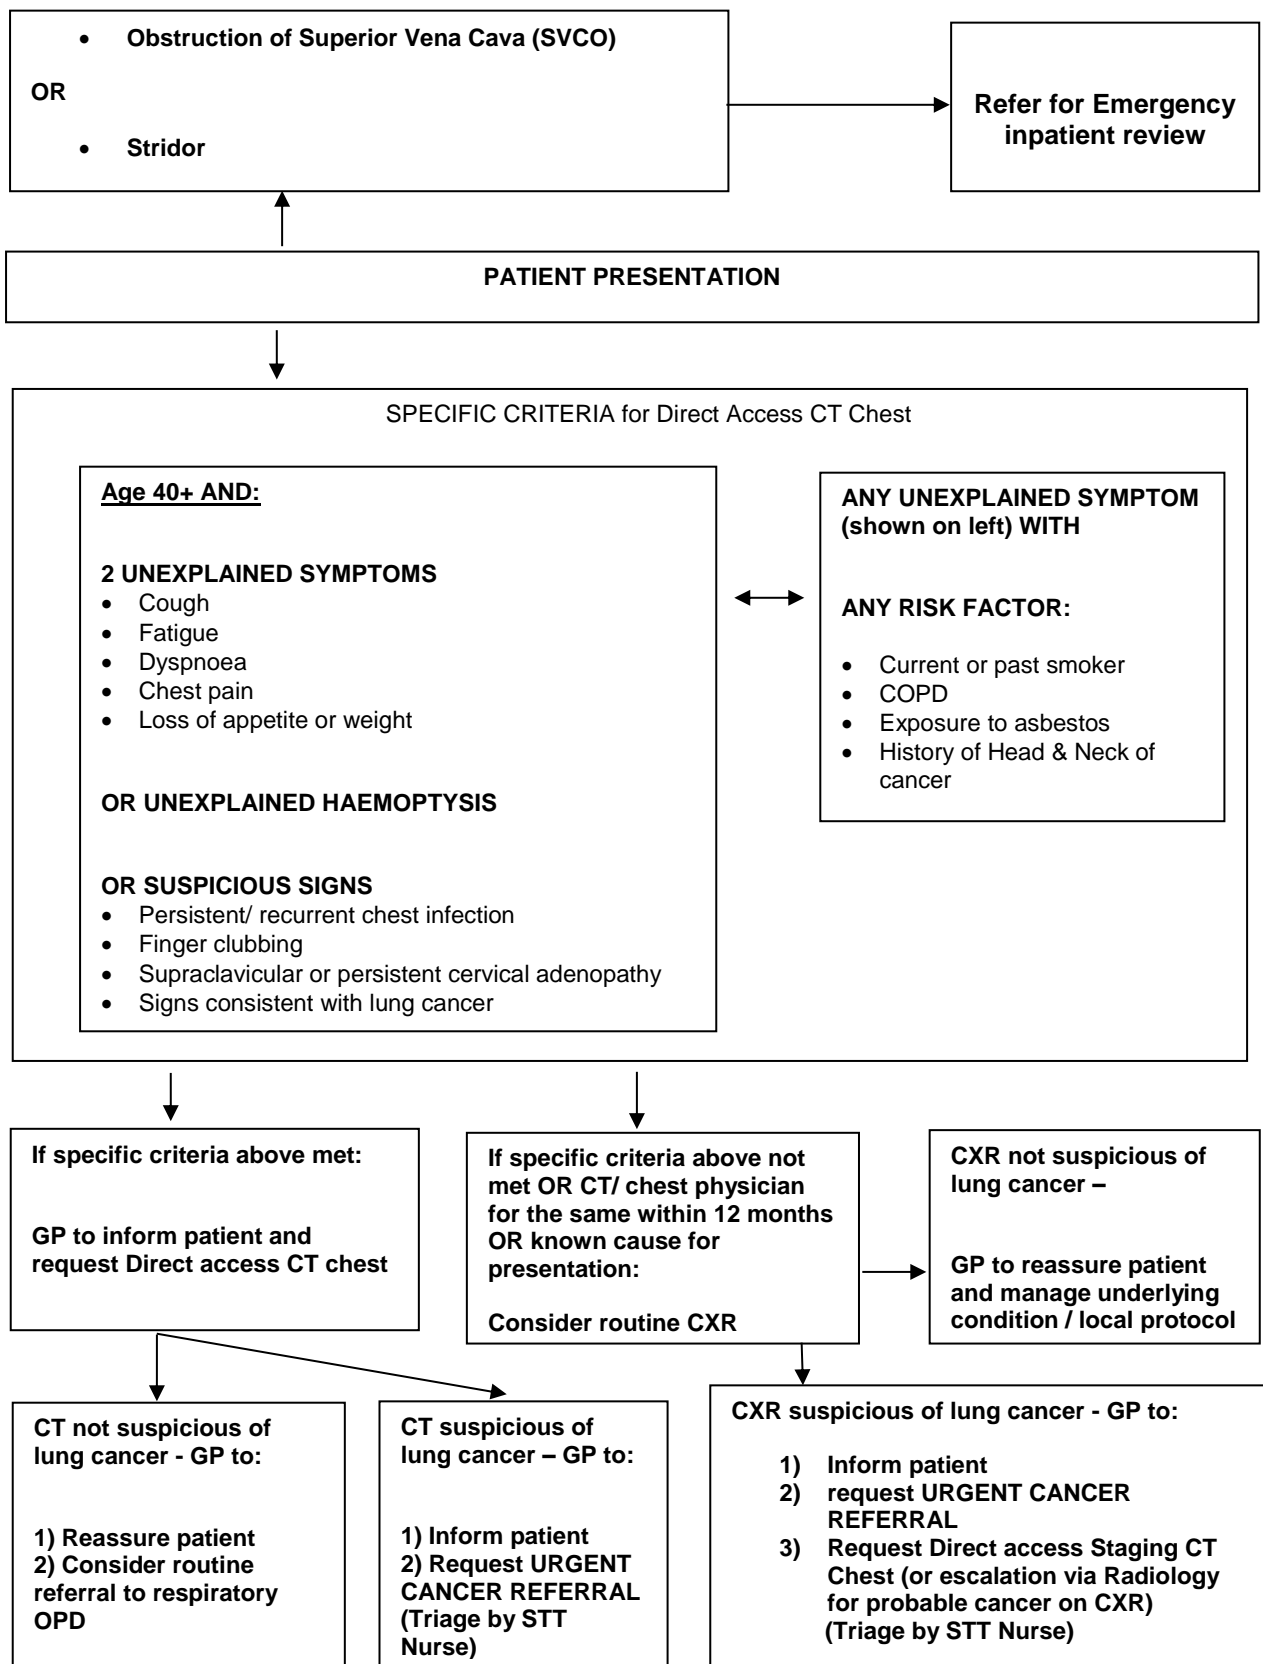 • Obstruction of Superior Vena Cava (SVCO)
OR
• Stridor
Refer for Emergency
inpatient review
PATIENT PRESENTATION
SPECIFIC CRITERIA for Direct Access CT Chest
Age 40+ AND:
2 UNEXPLAINED SYMPTOMS
• Cough
• Fatigue
• Dyspnoea
• Chest pain
• Loss of appetite or weight
OR UNEXPLAINED HAEMOPTYSIS
OR SUSPICIOUS SIGNS
• Persistent/ recurrent chest infection
• Finger clubbing
• Supraclavicular or persistent cervical adenopathy
• Signs consistent with lung cancer
ANY UNEXPLAINED SYMPTOM
(shown on left) WITH
ANY RISK FACTOR:
• Current or past smoker
• COPD
• Exposure to asbestos
• History of Head & Neck of
cancer
If specific criteria above met:
GP to inform patient and
request Direct access CT chest
If specific criteria above not
met OR CT/ chest physician
for the same within 12 months
OR known cause for
presentation:
Consider routine CXR
CXR not suspicious of
lung cancer –
GP to reassure patient
and manage underlying
condition / local protocol
CT not suspicious of
lung cancer - GP to:
1) Reassure patient
2) Consider routine
referral to respiratory
OPD
CT suspicious of
lung cancer – GP to:
1) Inform patient
2) Request URGENT
CANCER REFERRAL
(Triage by STT
Nurse)
CXR suspicious of lung cancer - GP to:
1) Inform patient
2) request URGENT CANCER
REFERRAL
3) Request Direct access Staging CT
Chest (or escalation via Radiology
for probable cancer on CXR)
(Triage by STT Nurse)